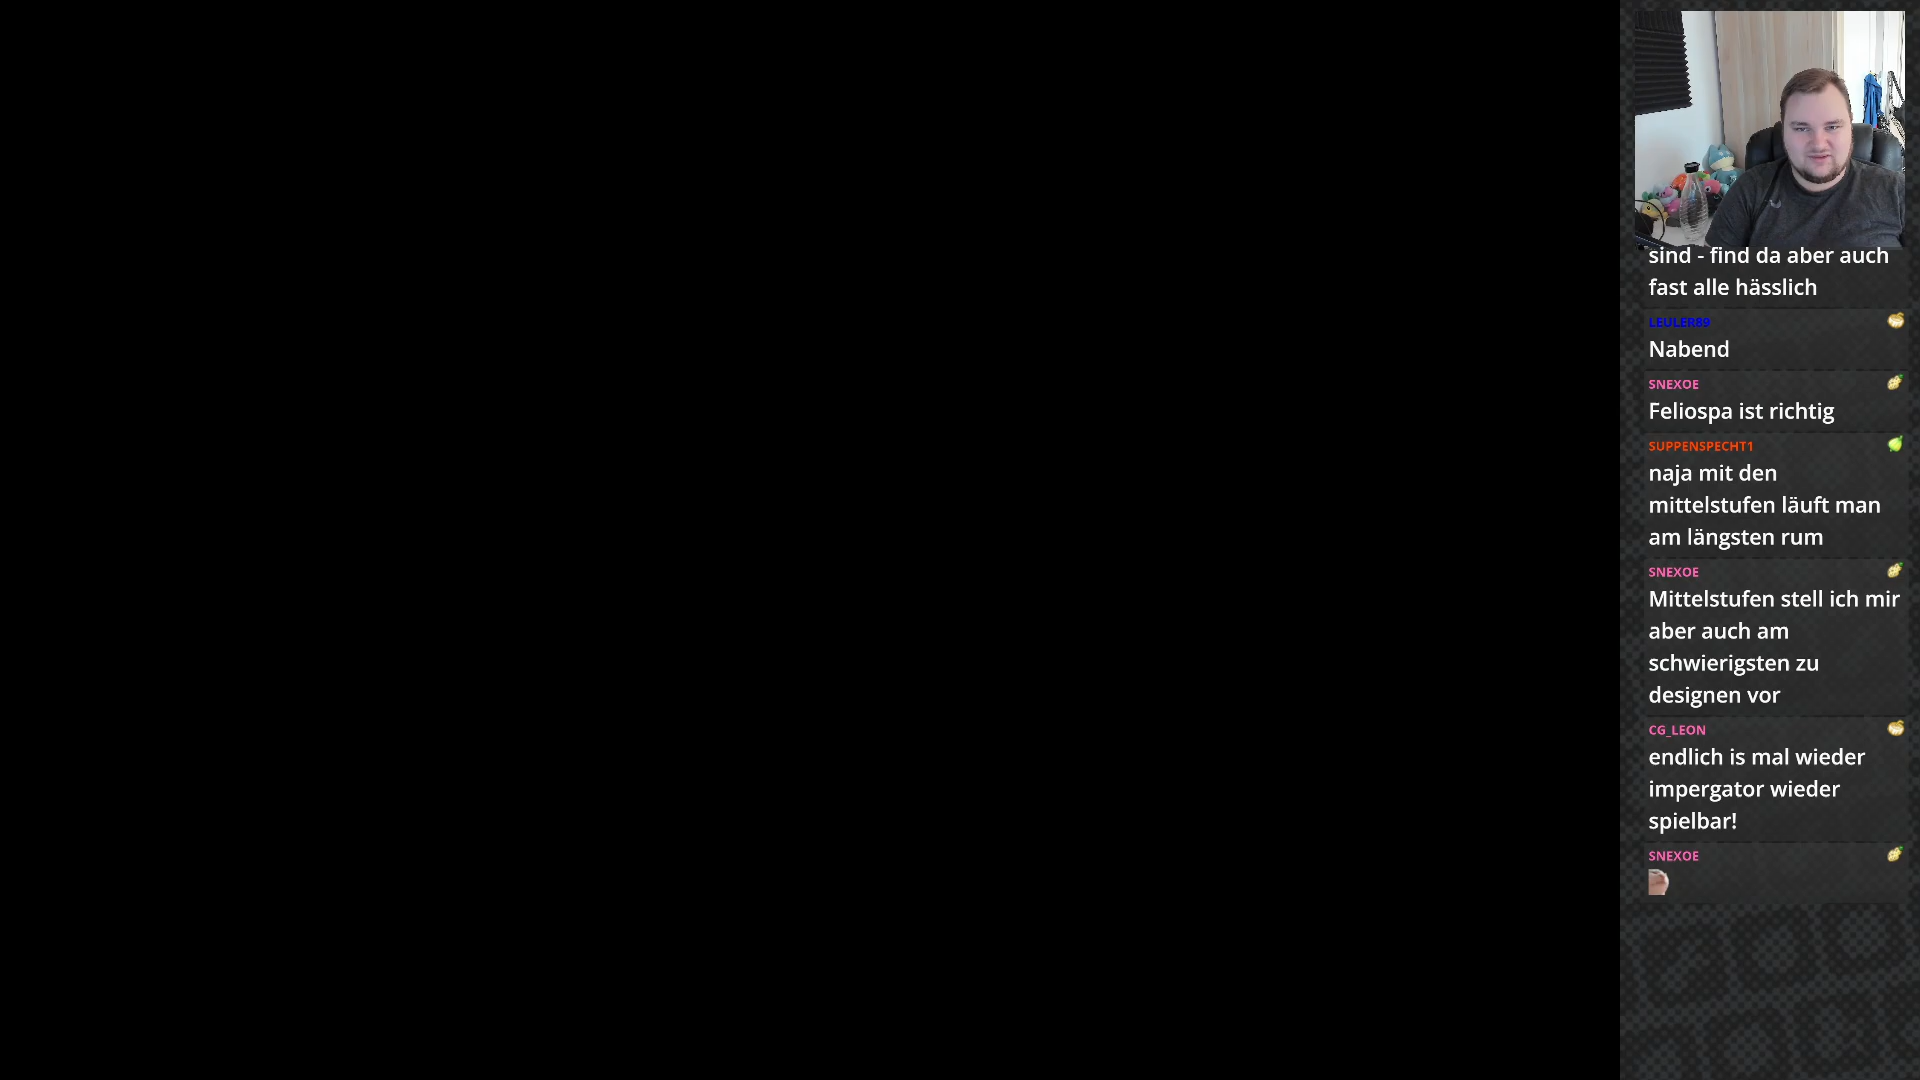 sind - find da aber auch
fast alle hässlich
LEULER89
Nabend
SNEXOE
Feliospa ist richtig
SUPPENSPECHT1
naja mit den
mittelstufen läuft man
am längsten rum
SNEXOE
Mittelstufen stell ich mir
aber auch am
schwierigsten zu
designen vor
CG_LEON
endlich is mal wieder
impergator wieder
spielbar!
SNEXOE